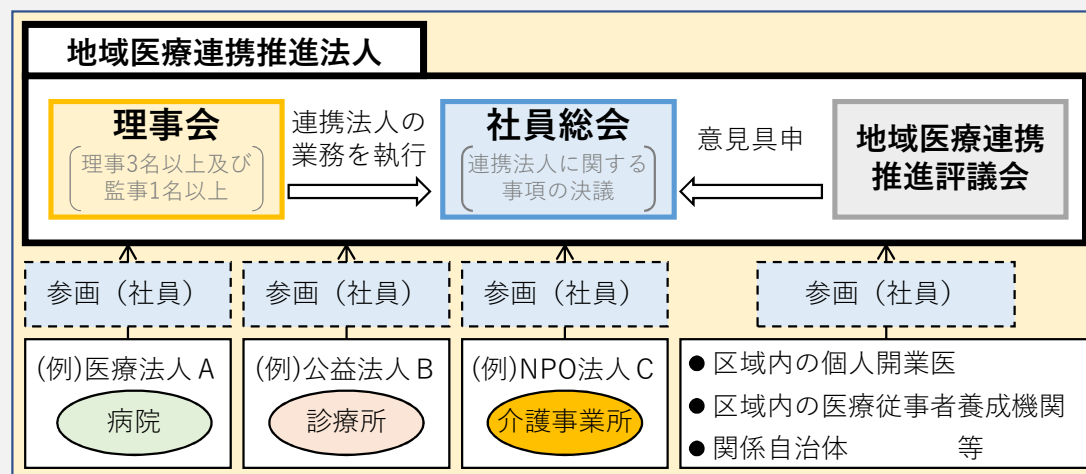 地域医療連携推進法人
理事会
理事3名以上及び
監事1名以上
連携法人の
業務を執行
社員総会
連携法人に関する
事項の決議
意見具申
地域医療連携
推進評議会
参画（社員）
参画（社員）
参画（社員）
参画（社員）
(例)医療法人A
病院
(例)公益法人B
診療所
(例)NPO法人C
介護事業所
● 区域内の個人開業医
● 区域内の医療従事者養成機関
● 関係自治体　　　　等